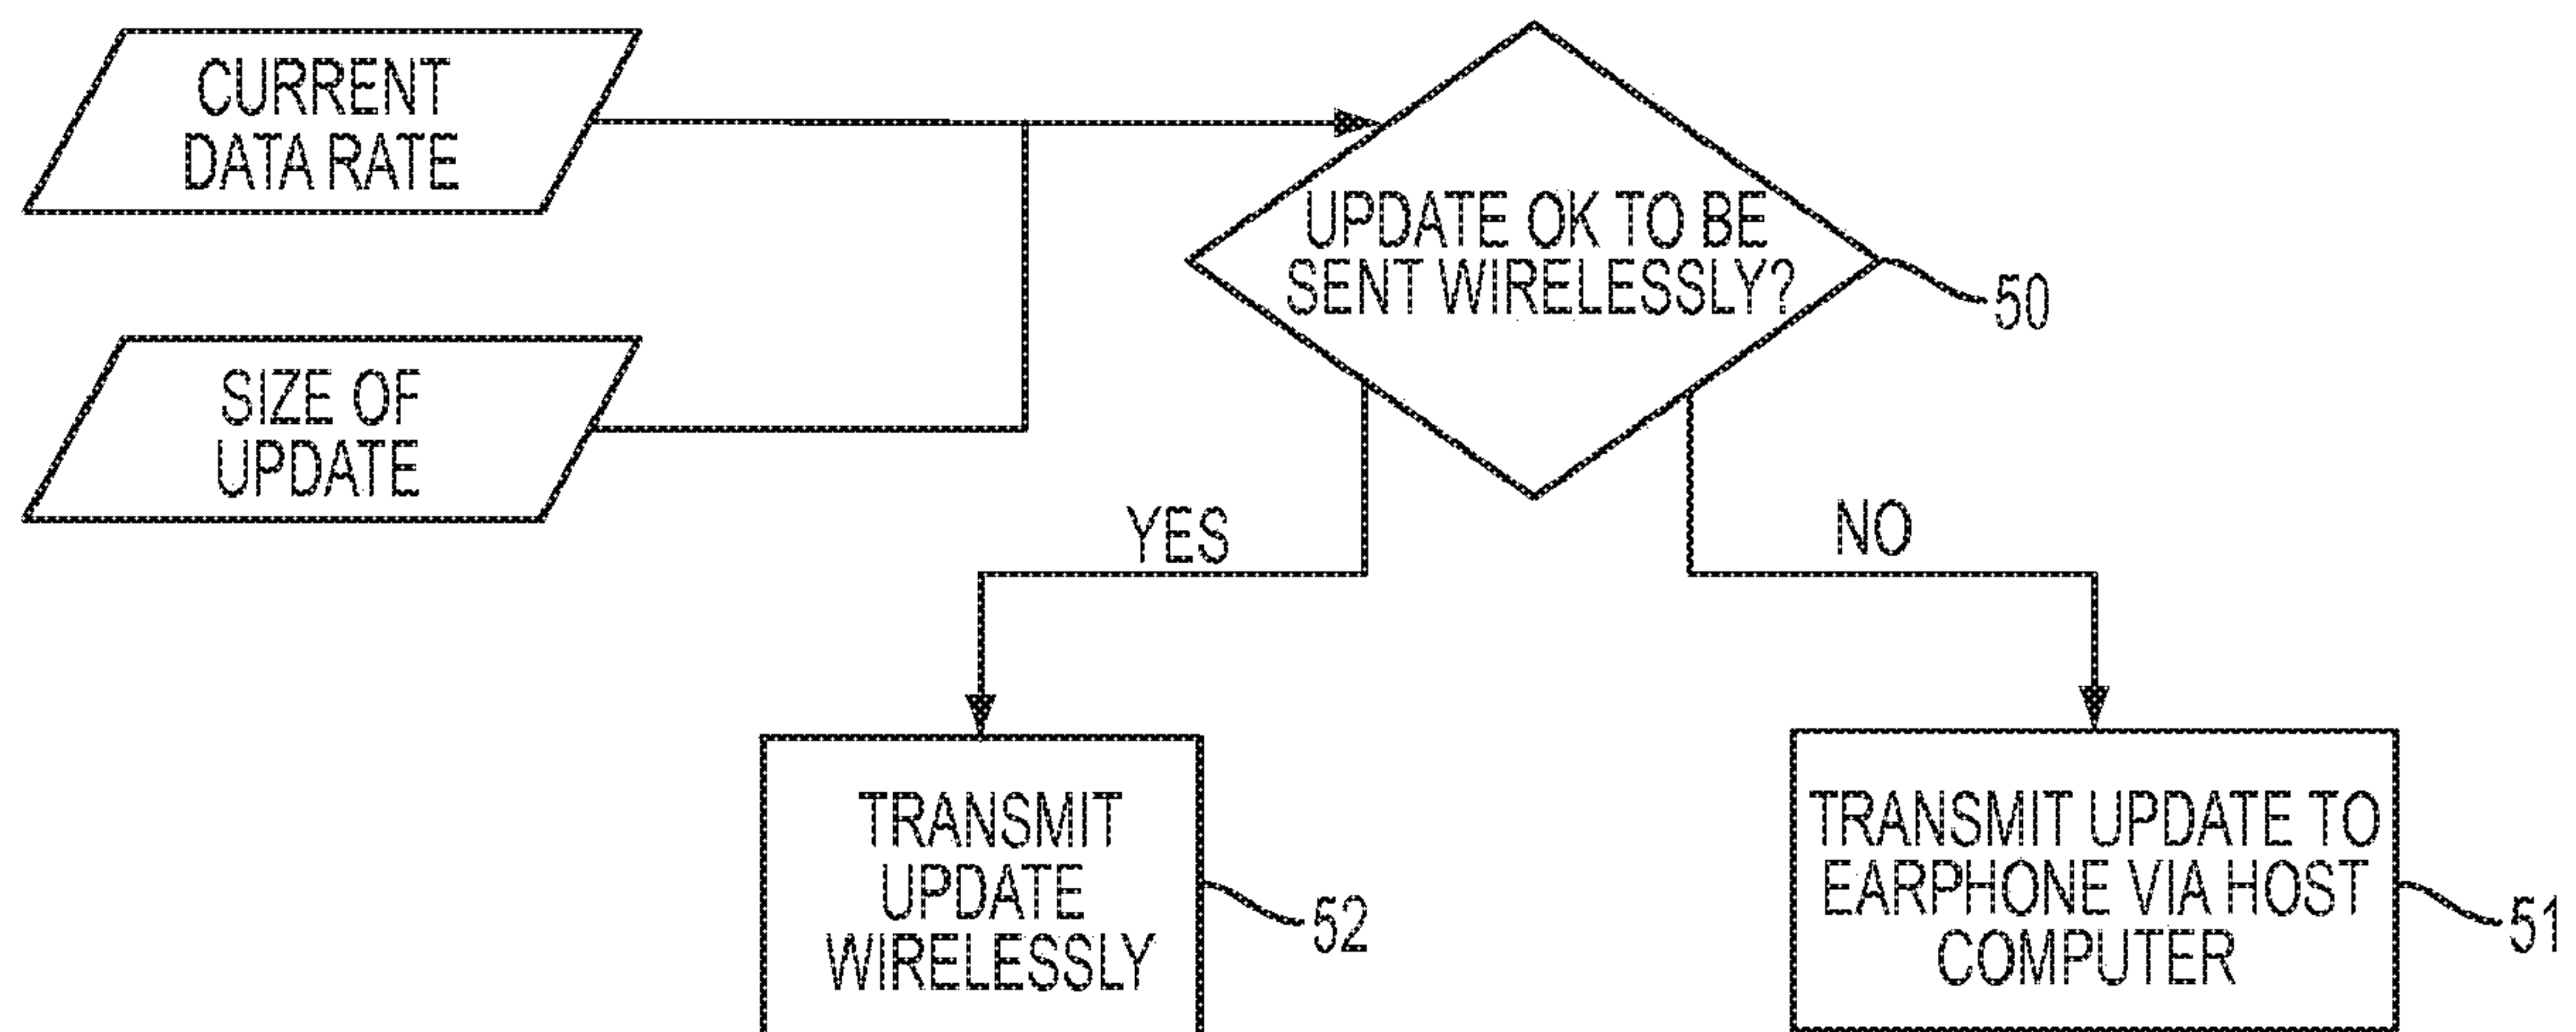 CURRENT
DATA RATE
SIZE OF
UPDATE
UPDATE OK TO BE
SENT WIRELESSLY?
50
YES
NO
TRANSMIT
UPDATE
WIRELESSLY
52
TRANSMIT UPDATE TO
EARPHONE VIA HOST
COMPUTER
51